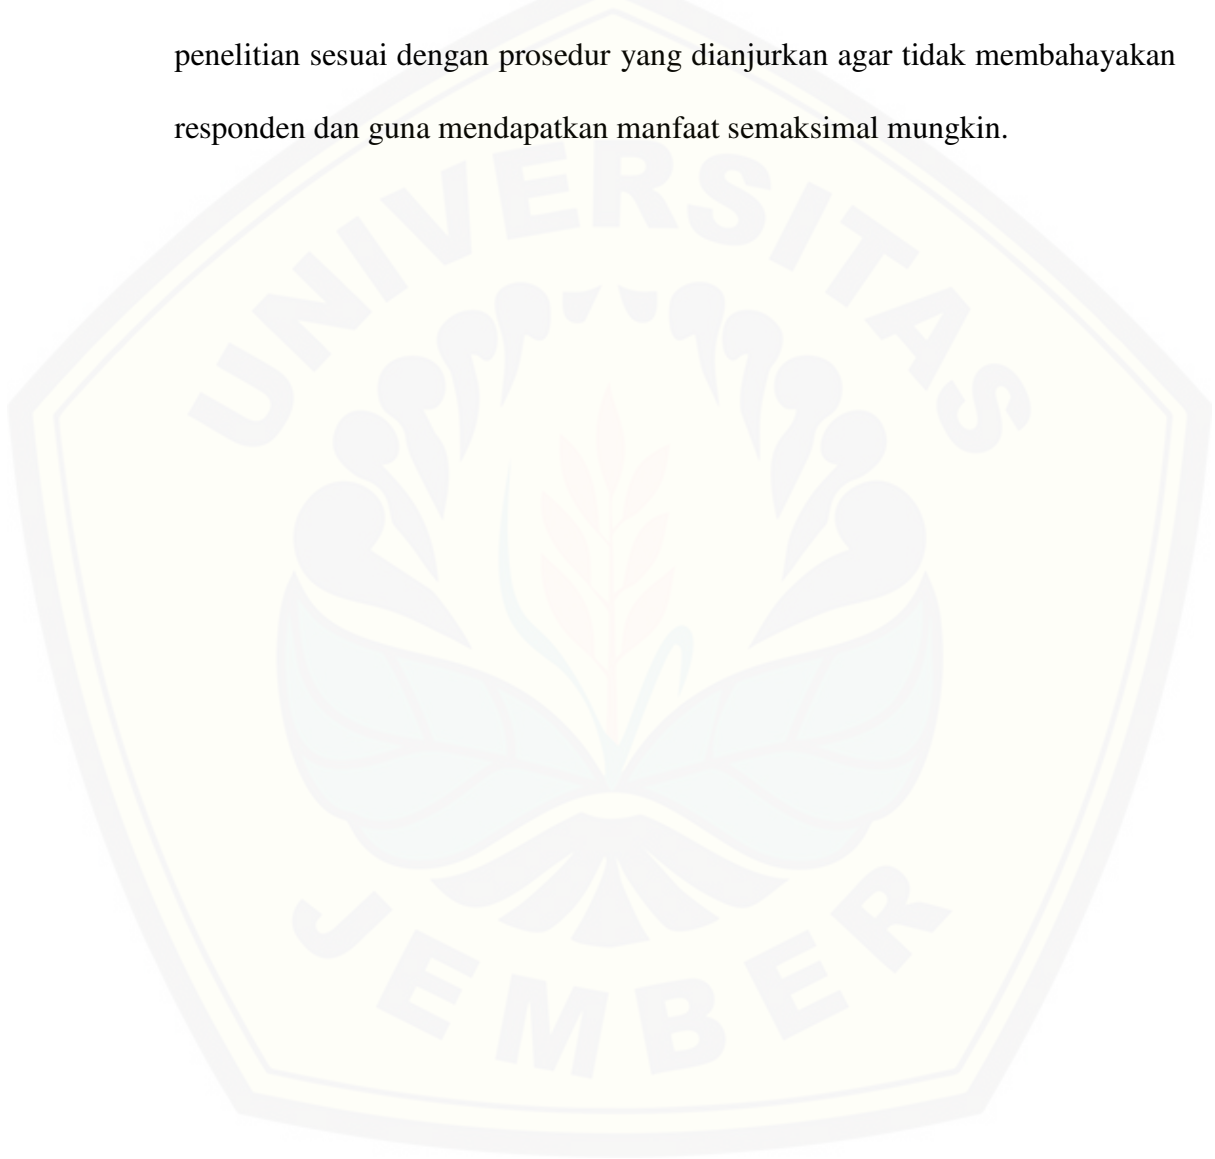 penelitian sesuai dengan prosedur yang dianjurkan agar tidak membahayakan
responden dan guna mendapatkan manfaat semaksimal mungkin.
UNIVERSITAS
JEMBER